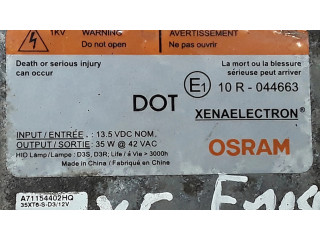 1KV
WARNING
Do not open
AVERTISSEMENT
Ne pas ouvrir
Death or serious injury
can occur
La mort ou la blessure
sérieuse peut arriver
E1 10 R - 044663
DOT
XENAELECTRON®
INPUT / ENTRÉE : 13.5 VDC NOM.
OUTPUT / SORTIE: 35 W @ 42 VAC
OSRAM
HID Lamp/Lampe: D3S, D3R; Life / és Vie > 3000h
Made in China / Fabriqué en China
A71154402HQ
35XT6-S-D3/12V